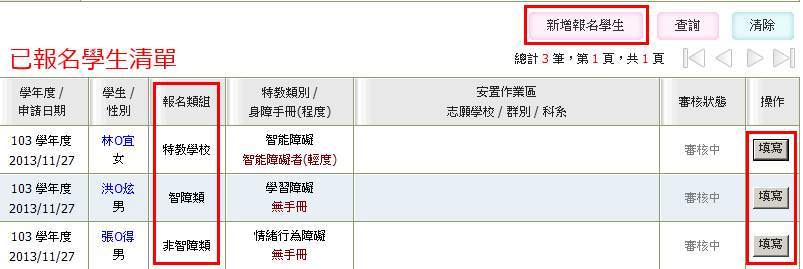 新增報名學生 查詢 清除
已報名學生清單
總計 3 筆，第 1 頁，共 1 頁
學年度 / 申請日期 學生 / 性別 報名類組 特教類別 / 身障手冊(程度) 安置作業區 志願學校 / 群別 / 科系 審核狀態 操作
103 學年度 林O宜 特教學校 智能障礙 審核中 填寫
2013/11/27 女 智能障礙者(輕度)
103 學年度 洪O炫 智障類 學習障礙 審核中 填寫
2013/11/27 男 無手冊
103 學年度 張O得 非智障類 情緒行為障礙 審核中 填寫
2013/11/27 男 無手冊